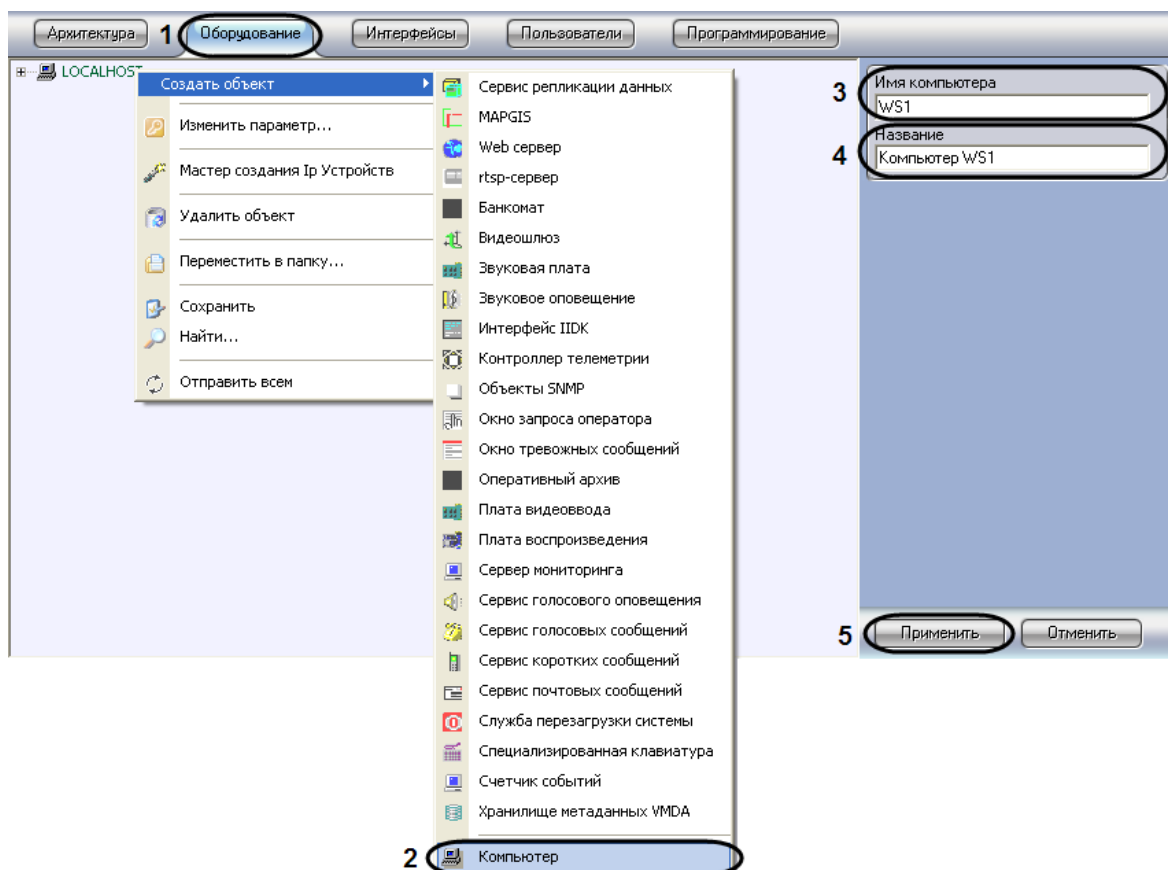 Архитектура 1 Оборудование Интерфейсы Пользователи Программирование
LOCALHOST
Создать объект
Изменить параметр...
Мастер создания Ip Устройств
Удалить объект
Переместить в папку...
Сохранить
Найти...
Отправить всем
Сервис репликации данных
MAPGIS
Web сервер
rtsp-сервер
Банкомат
Видеошлюз
Звуковая плата
Звуковое оповещение
Интерфейс IIDK
Контроллер телеметрии
Объекты SNMP
Окно запроса оператора
Окно тревожных сообщений
Оперативный архив
Плата видеоввода
Плата воспроизведения
Сервер мониторинга
Сервис голосового оповещения
Сервис голосовых сообщений
Сервис коротких сообщений
Сервис почтовых сообщений
Служба перезагрузки системы
Специализированная клавиатура
Счетчик событий
Хранилище метаданных VMDA
2 Компьютер
3 Имя компьютера
WS1
4 Название
Компьютер WS1
5 Применить Отменить